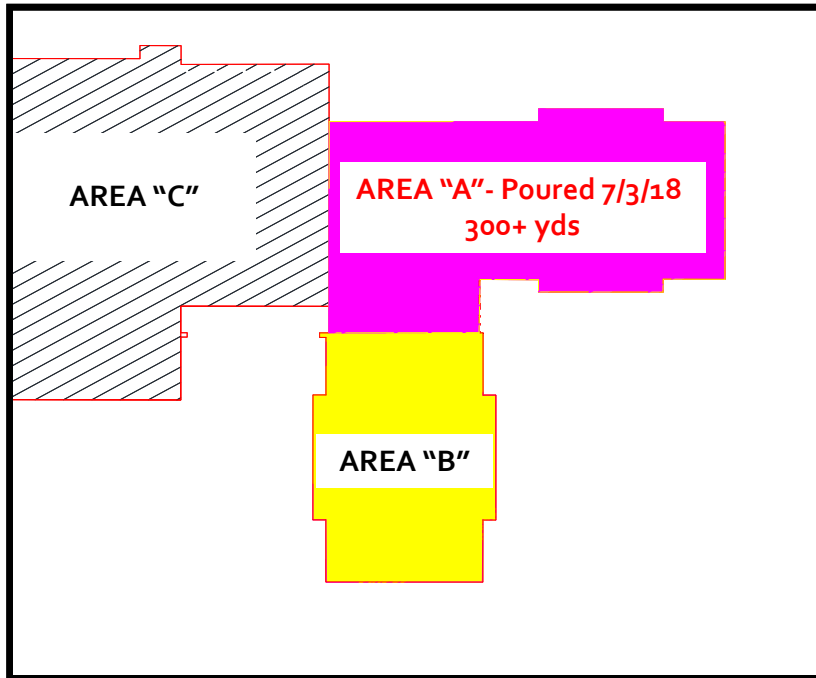 AREA “C”
AREA “A”- Poured 7/3/18
300+ yds
AREA “B”